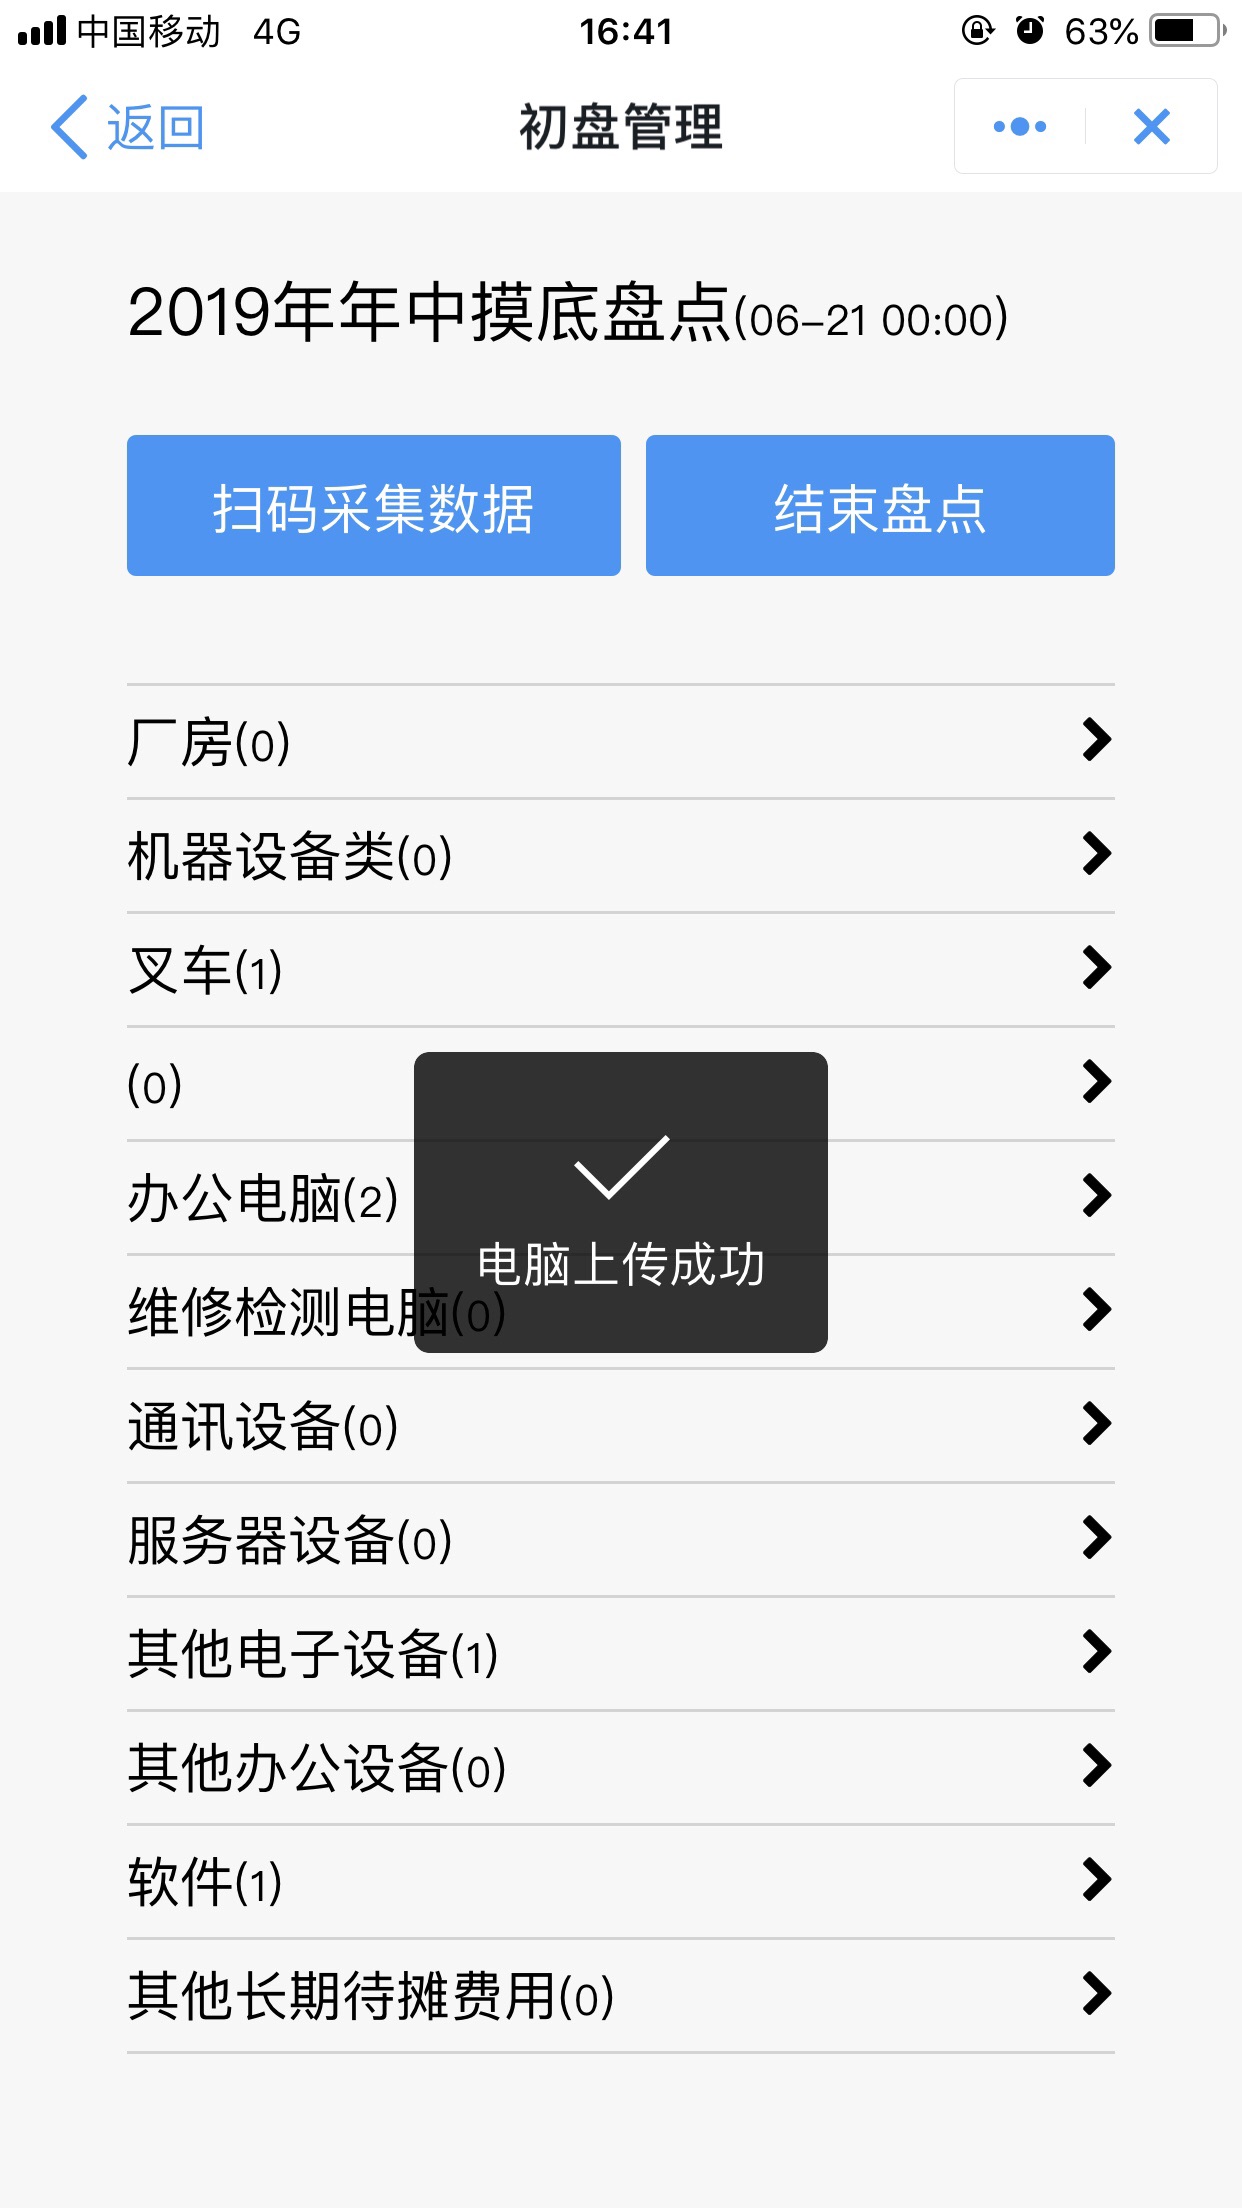 中国移动 4G 16:41 63%
返回 初盘管理
2019年年中摸底盘点(06-21 00:00)
扫码采集数据 结束盘点
厂房(0)
机器设备类(0)
叉车(1)
(0)
办公电脑(2)
电脑上传成功
维修检测电脑(0)
通讯设备(0)
服务器设备(0)
其他电子设备(1)
其他办公设备(0)
软件(1)
其他长期待摊费用(0)